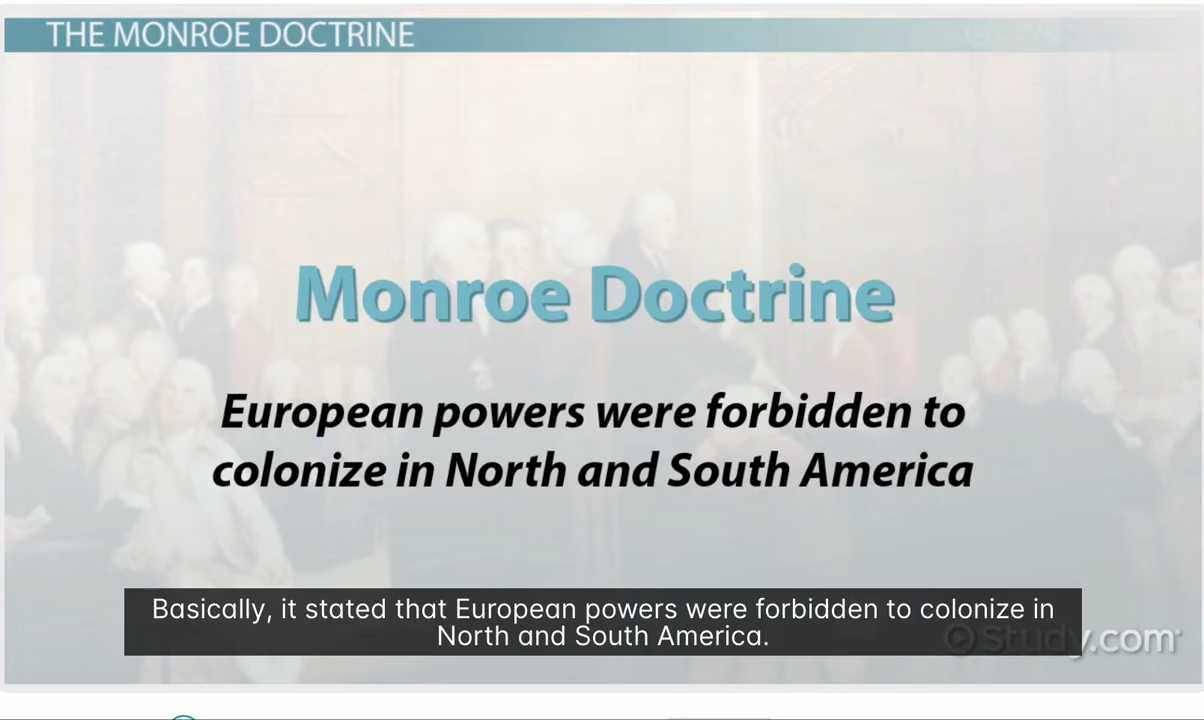 THE MONROE DOCTRINE
Monroe Doctrine
European powers were forbidden to
colonize in North and South America
Basically, it stated that European powers were forbidden to colonize in
North and South America.
Study.com